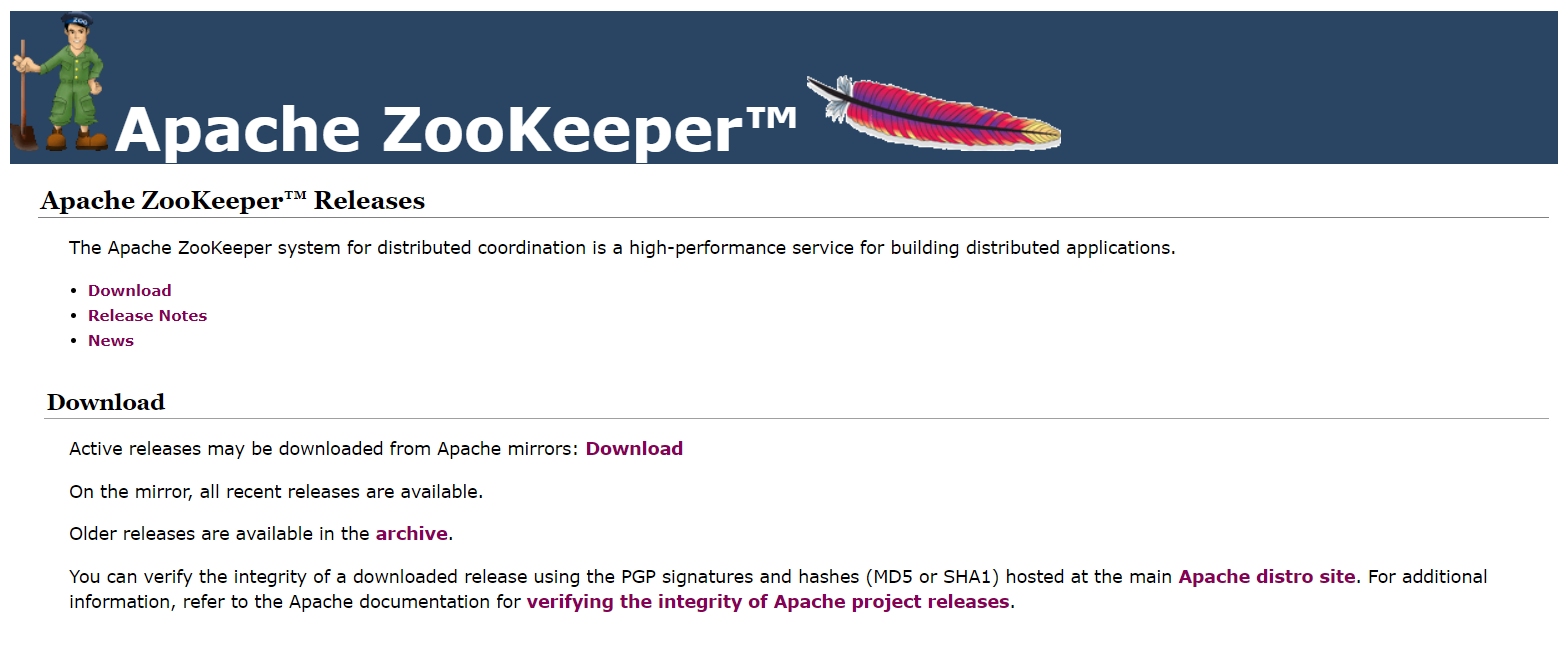 ZOO
Apache ZooKeeper™
Apache ZooKeeper™ Releases
The Apache ZooKeeper system for distributed coordination is a high-performance service for building distributed applications.
• Download
• Release Notes
• News
Download
Active releases may be downloaded from Apache mirrors: Download
On the mirror, all recent releases are available.
Older releases are available in the archive.
You can verify the integrity of a downloaded release using the PGP signatures and hashes (MD5 or SHA1) hosted at the main Apache distro site. For additional
information, refer to the Apache documentation for verifying the integrity of Apache project releases.